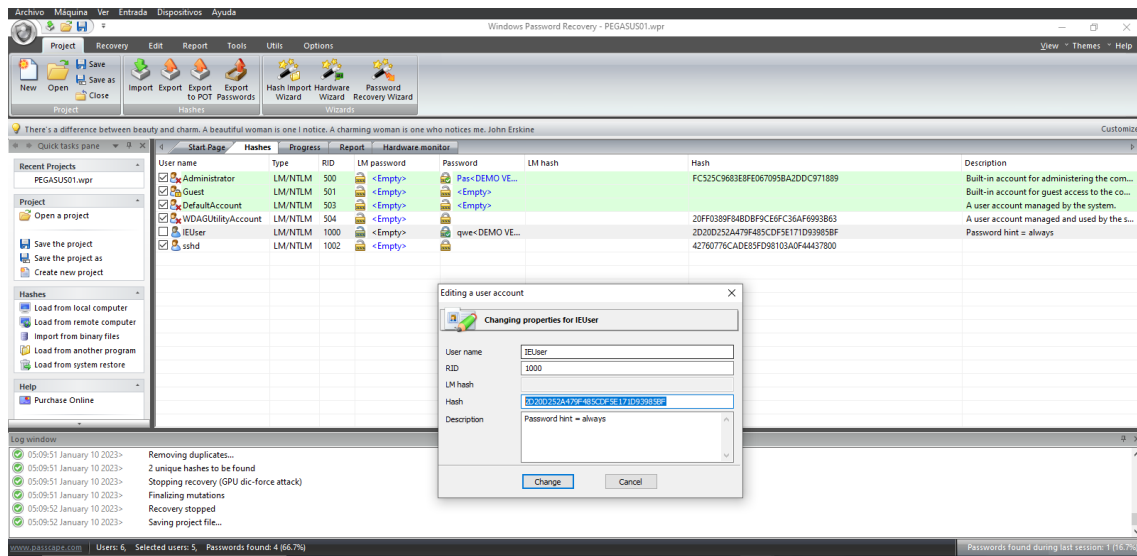 Archivo Máquina Ver Entrada Dispositivos Ayuda
Windows Password Recovery - PEGASUS01.wpr
Project Recovery Edit Report Tools Utils Options
View Themes Help
New Open Save Save as Close
Import Export Export to POT Export Passwords
Hash Import Wizard Hardware Wizard Password Recovery Wizard
Project Hashes Wizards
There's a difference between beauty and charm. A beautiful woman is one I notice. A charming woman is one who notices me. John Erskine
Customize
Quick tasks pane
Start Page Hashes Progress Report Hardware monitor
Recent Projects
PEGASUS01.wpr
Project
Open a project
Save the project
Save the project as
Create new project
Hashes
Load from local computer
Load from remote computer
Import from binary files
Load from another program
Load from system restore
Help
Purchase Online
User name Type RID LM password Password LM hash Hash Description
Administrator LM/NTLM 500 <Empty> Pas<DEMO VE... FC525C9683E8FE067095BA2DDC971889 Built-in account for administering the com...
Guest LM/NTLM 501 <Empty> <Empty> Built-in account for guest access to the co...
DefaultAccount LM/NTLM 503 <Empty> <Empty> A user account managed by the system.
WDAGUtilityAccount LM/NTLM 504 <Empty> 20FF0389F84BDBF9CE6FC36AF6993B63 A user account managed and used by the s...
IEUser LM/NTLM 1000 <Empty> qwe<DEMO VE... 2D20D252A479F485CDF5E171D93985BF Password hint = always
sshd LM/NTLM 1002 <Empty> 42760776CADE85FD98103A0F44437800
Editing a user account
Changing properties for IEUser
User name IEUser
RID 1000
LM hash
Hash 2D20D252A479F485CDF5E171D93985BF
Description Password hint = always
Change Cancel
Log window
05:09:51 January 10 2023> Removing duplicates...
05:09:51 January 10 2023> 2 unique hashes to be found
05:09:51 January 10 2023> Stopping recovery (GPU dic-force attack)
05:09:51 January 10 2023> Finalizing mutations
05:09:52 January 10 2023> Recovery stopped
05:09:52 January 10 2023> Saving project file...
www.passcape.com Users: 6, Selected users: 5, Passwords found: 4 (66.7%)
Passwords found during last session: 1 (16.7%